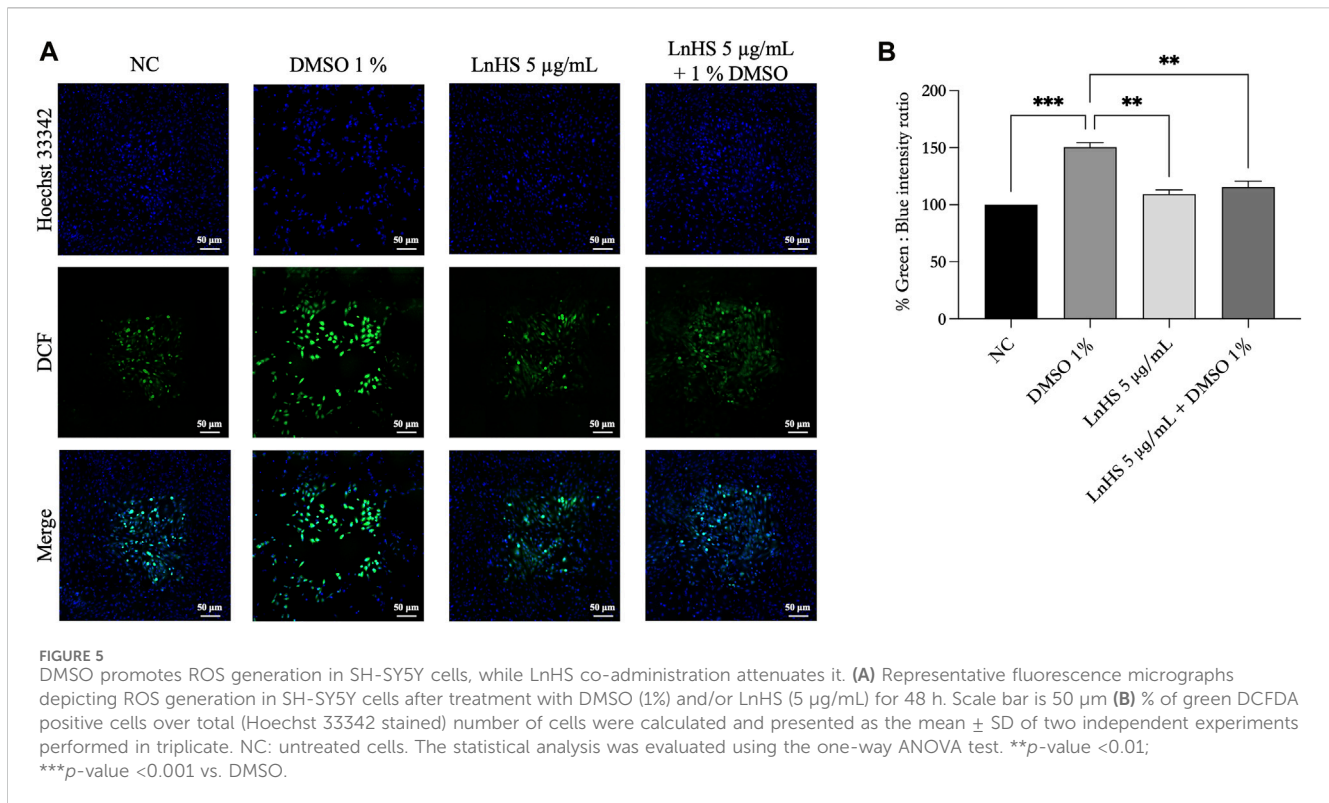 A
NC
DMSO 1 %
LnHS 5 µg/mL
LnHS 5 µg/mL
+ 1 % DMSO
Hoechst 33342
50 µm
50 µm
50 µm
50 µm
DCF
50 µm
50 µm
50 µm
50 µm
Merge
50 µm
50 µm
50 µm
50 µm
B
% Green : Blue intensity ratio
200
150
100
50
0
***
**
**
NC
DMSO 1%
LnHS 5 µg/mL
LnHS 5 µg/mL + DMSO 1%
FIGURE 5
DMSO promotes ROS generation in SH-SY5Y cells, while LnHS co-administration attenuates it. (A) Representative fluorescence micrographs
depicting ROS generation in SH-SY5Y cells after treatment with DMSO (1%) and/or LnHS (5 µg/mL) for 48 h. Scale bar is 50 µm (B) % of green DCFDA
positive cells over total (Hoechst 33342 stained) number of cells were calculated and presented as the mean ± SD of two independent experiments
performed in triplicate. NC: untreated cells. The statistical analysis was evaluated using the one-way ANOVA test. **p-value <0.01;
***p-value <0.001 vs. DMSO.